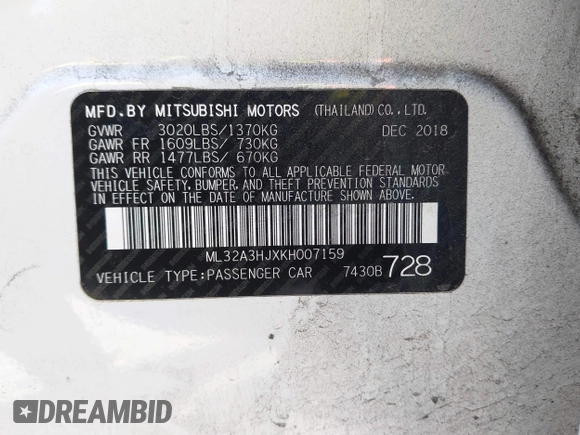 MFD.BY MITSUBISHI MOTORS (THAILAND) CO.,LTD.
GVWR 3020LBS/1370KG DEC 2018
GAWR FR 1609LBS/ 730KG
GAWR RR 1477LBS/ 670KG
THIS VEHICLE CONFORMS TO ALL APPLICABLE FEDERAL MOTOR
VEHICLE SAFETY, BUMPER, AND THEFT PREVENTION STANDARDS
IN EFFECT ON THE DATE OF MANUFACTURE SHOWN ABOVE.
ML32A3HJXKH007159
VEHICLE TYPE:PASSENGER CAR 7430B 728
DREAMBID